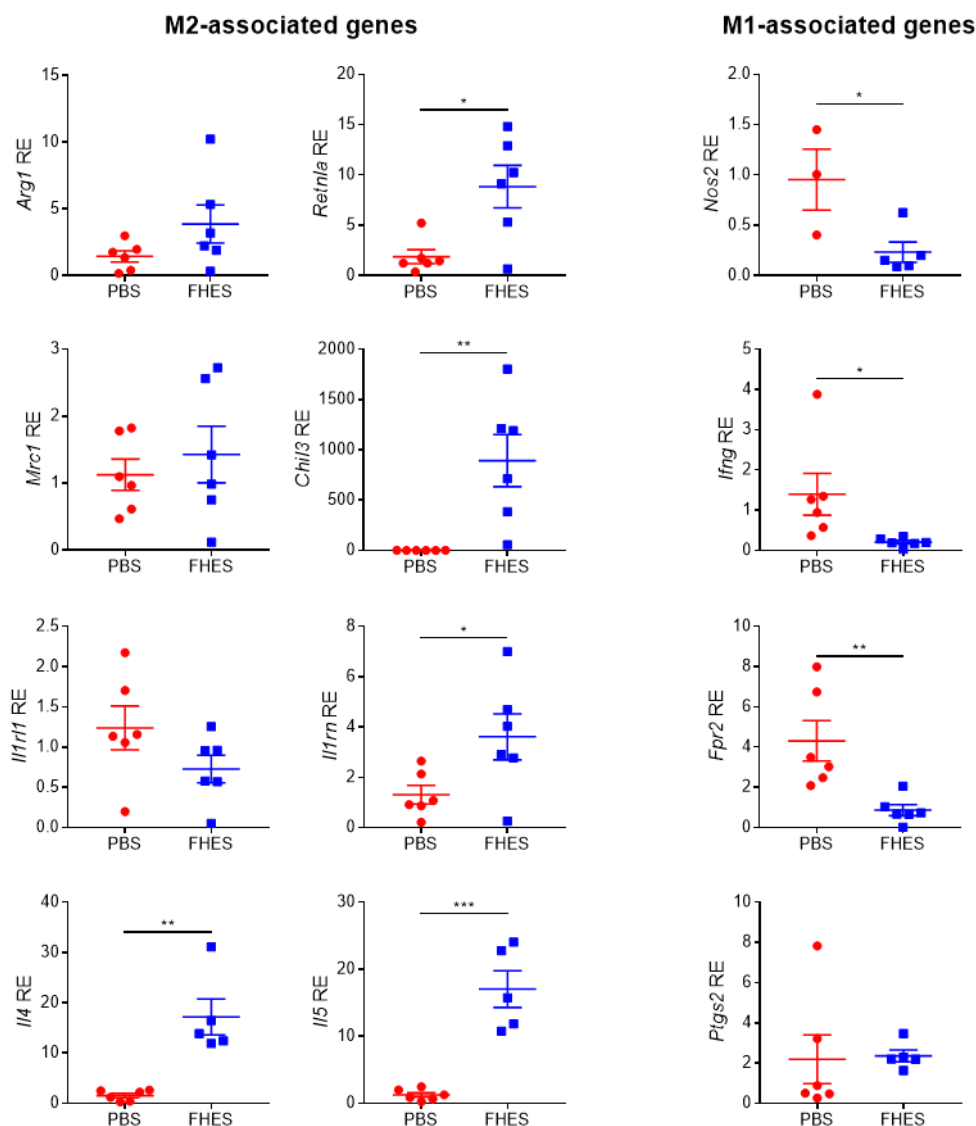 M2-associated genes
M1-associated genes
15
10
5
0
Arg1 RE
PBS
FHES
20
15
10
5
0
Retnla RE
*
PBS
FHES
2.0
1.5
1.0
0.5
0.0
Nos2 RE
*
PBS
FHES
3
2
1
0
Mrc1 RE
PBS
FHES
2000
1500
1000
500
0
Chil3 RE
**
PBS
FHES
5
4
3
2
1
0
Ifng RE
*
PBS
FHES
2.5
2.0
1.5
1.0
0.5
0.0
Il1rl1 RE
PBS
FHES
8
6
4
2
0
Il1rn RE
*
PBS
FHES
10
8
6
4
2
0
Fpr2 RE
**
PBS
FHES
40
30
20
10
0
Il4 RE
**
PBS
FHES
30
20
10
0
Il5 RE
***
PBS
FHES
10
8
6
4
2
0
Ptgs2 RE
PBS
FHES